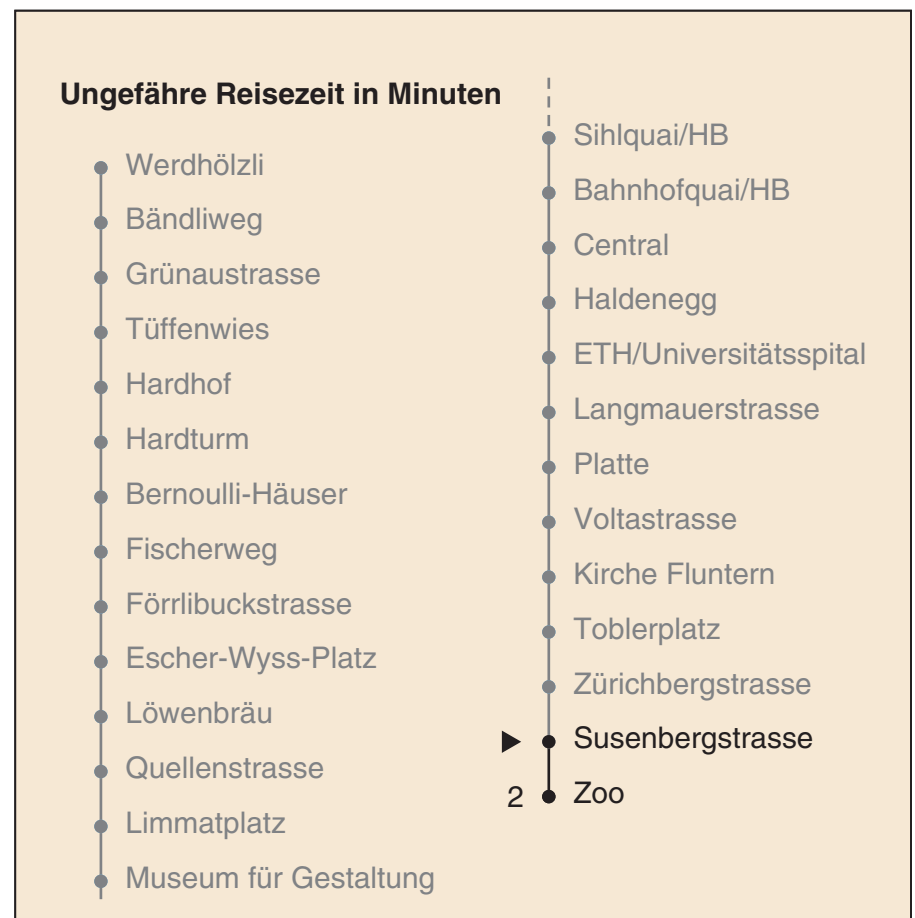 Ungefähre Reisezeit in Minuten
Werdhölzli
Bändliweg
Grünaustrasse
Tüffenwies
Hardhof
Hardturm
Bernoulli-Häuser
Fischerweg
Förrlibuckstrasse
Escher-Wyss-Platz
Löwenbräu
Quellenstrasse
Limmatplatz
Museum für Gestaltung
Sihlquai/HB
Bahnhofquai/HB
Central
Haldenegg
ETH/Universitätsspital
Langmauerstrasse
Platte
Voltastrasse
Kirche Fluntern
Toblerplatz
Zürichbergstrasse
Susenbergstrasse
2 Zoo